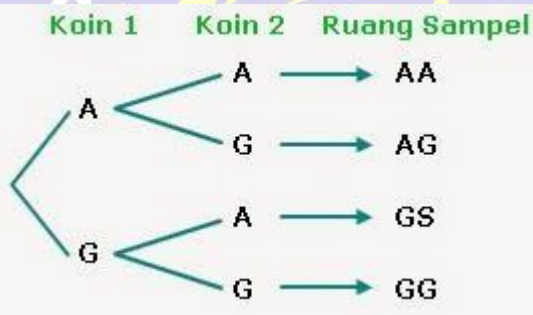 Koin 1 Koin 2 Ruang Sampel
A AA
A
G AG
A GS
G
G GG